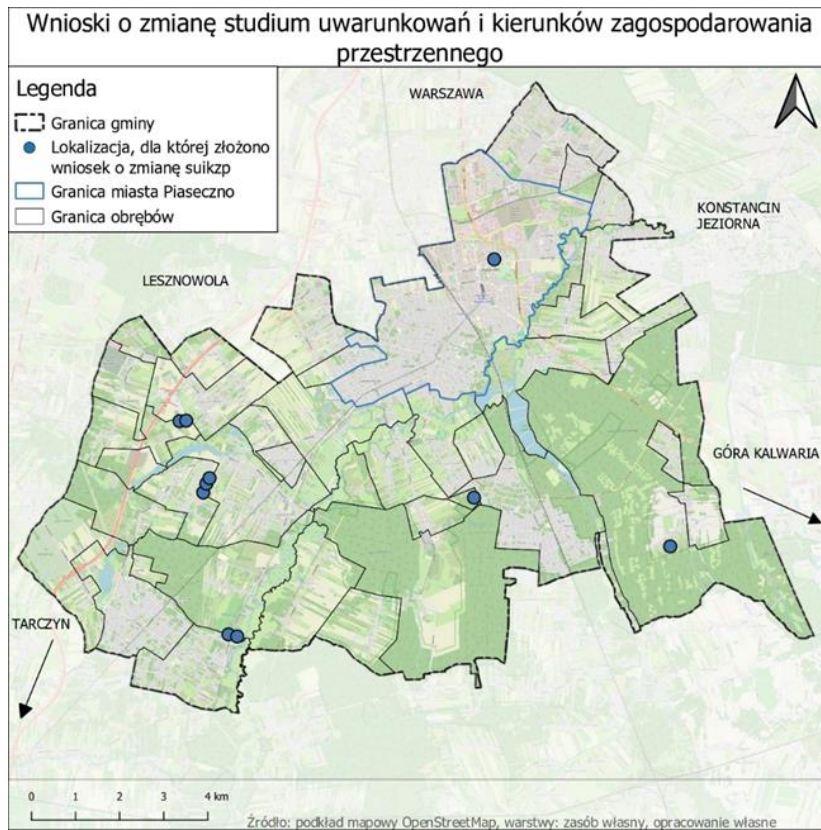 Wnioski o zmianę studium uwarunkowań i kierunków zagospodarowania
przestrzennego
Legenda
Granica gminy
Lokalizacja, dla której złożono
wniosek o zmianę suikzp
Granica miasta Piaseczno
Granica obrębów
WARSZAWA
KONSTANCIN
JEZIORNA
LESZNOWOLA
GÓRA KALWARIA
TARCZYN
0 1 2 3 4 km
Źródło: podkład mapowy OpenStreetMap, warstwy: zasób własny, opracowanie własne